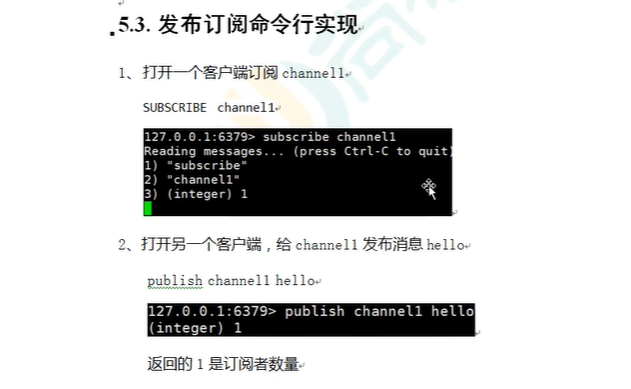 5.3. 发布订阅命令行实现
1、 打开一个客户端订阅 channel1
SUBSCRIBE channel1
127.0.0.1:6379> subscribe channel1
Reading messages... (press Ctrl-C to quit)
1) "subscribe"
2) "channel1"
3) (integer) 1
2、打开另一个客户端，给 channel1 发布消息 hello
publish channel1 hello
127.0.0.1:6379> publish channel1 hello
(integer) 1
返回的 1 是订阅者数量